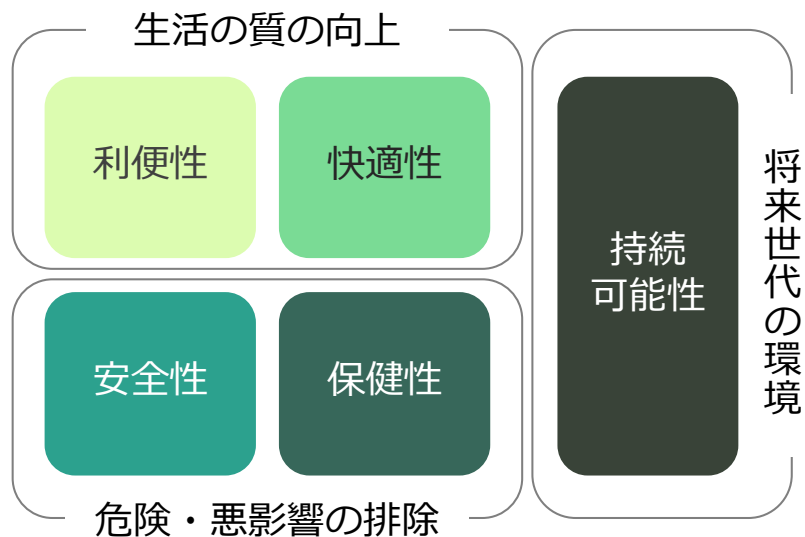 生活の質の向上
利便性
快適性
安全性
保健性
危険・悪影響の排除
持続
可能性
将来世代の環境